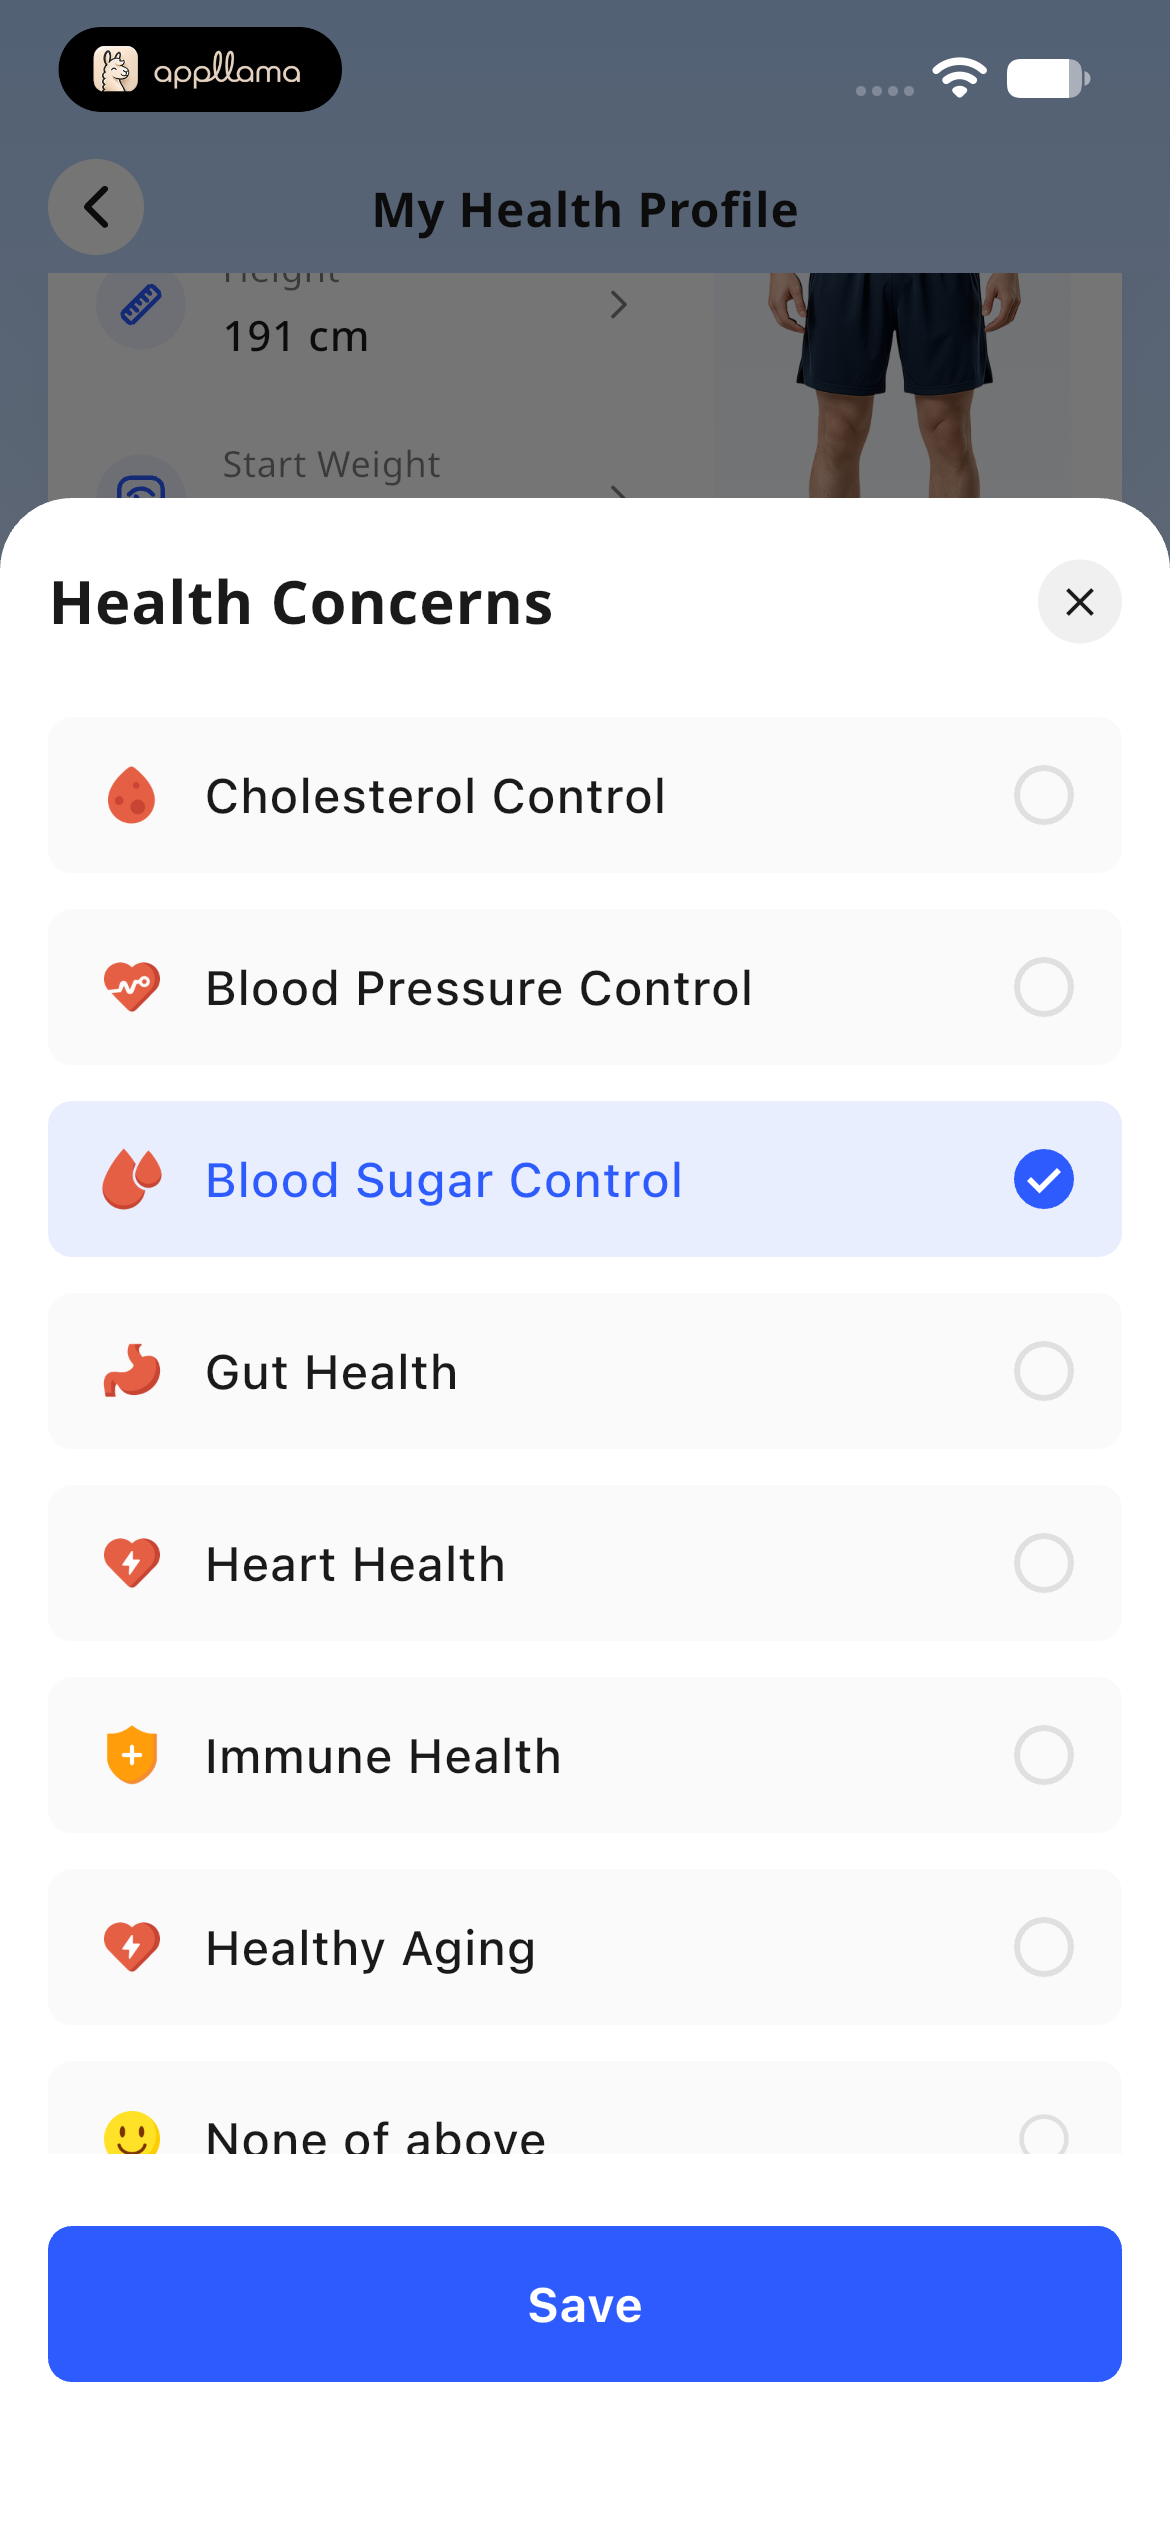 appllama
My Health Profile
Height
191 cm
Start Weight
Health Concerns
Cholesterol Control
Blood Pressure Control
Blood Sugar Control
Gut Health
Heart Health
Immune Health
Healthy Aging
None of above
Save